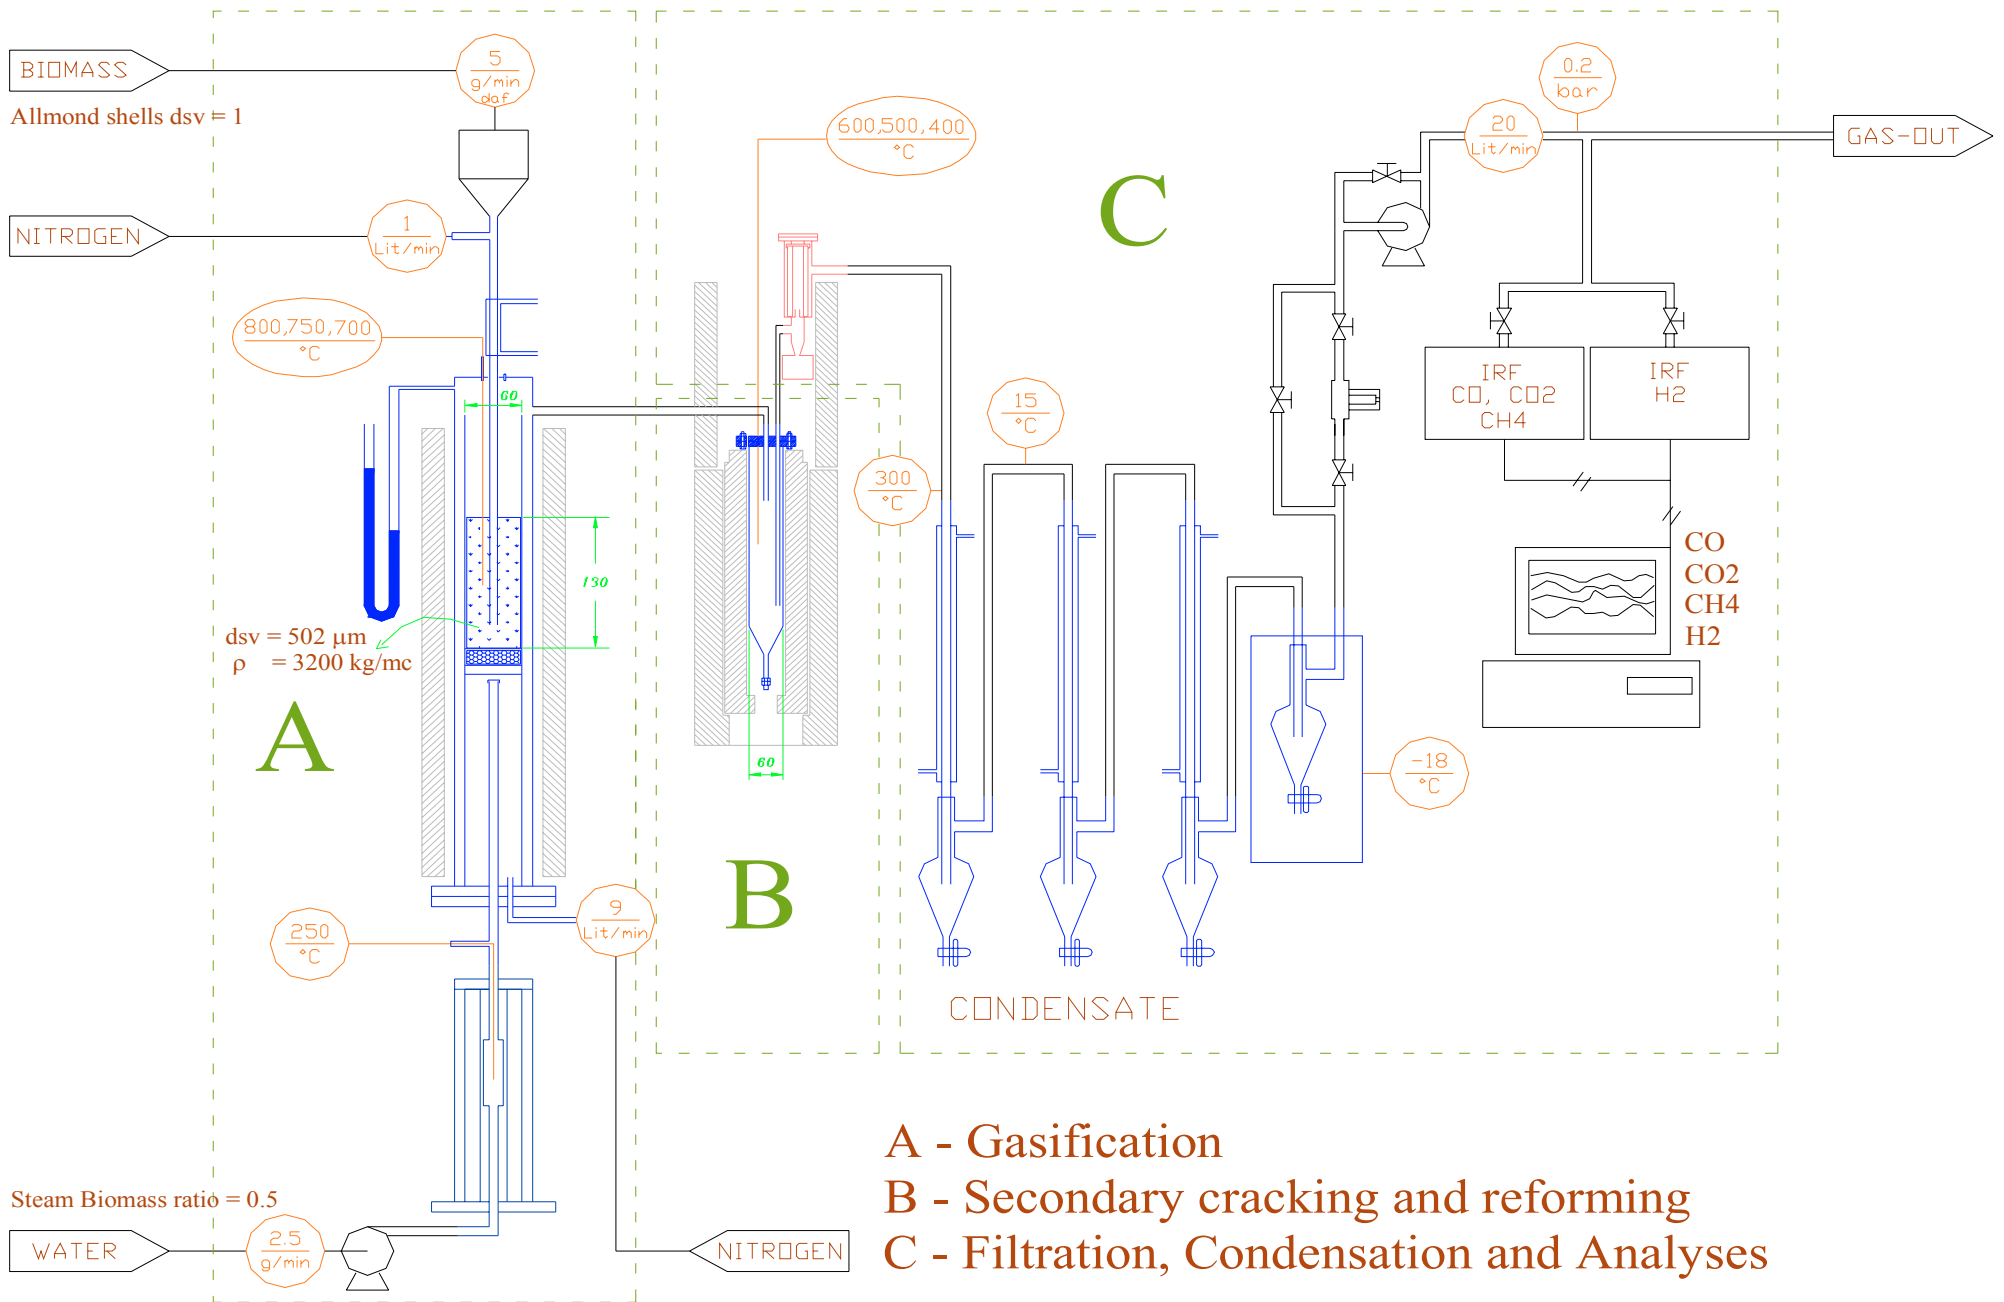 BIOMASS
5
g/min
daf
Allmond shells dsv = 1
NITROGEN
1
Lit/min
800,750,700
°C
60
130
dsv = 502 μm
ρ = 3200 kg/mc
A
250
°C
9
Lit/min
Steam Biomass ratio = 0.5
WATER
2.5
g/min
NITROGEN
600,500,400
°C
60
B
C
300
°C
15
°C
-18
°C
CONDENSATE
20
Lit/min
0.2
bar
GAS-OUT
IRF
CO, CO2
CH4
IRF
H2
CO
CO2
CH4
H2
A - Gasification
B - Secondary cracking and reforming
C - Filtration, Condensation and Analyses